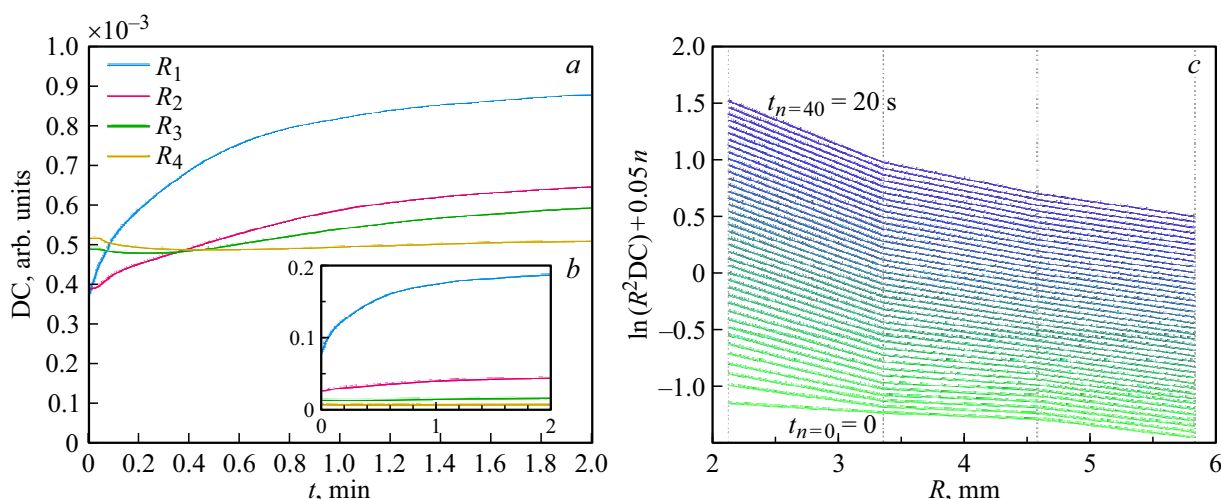 ×10⁻³
1.0
0.9
0.8
0.7
0.6
0.5
0.4
0.3
0.2
0.1
0
DC, arb. units
a
R₁
R₂
R₃
R₄
0 0.2 0.4 0.6 0.8 1.0 1.2 1.4 1.6 1.8 2.0
t, min
b
0.2
0.1
0
1 2
c
2.0
1.5
1.0
0.5
0
−0.5
−1.0
ln (R²DC) + 0.05 n
tₙ₌₄₀ = 20 s
tₙ₌₀ = 0
2 3 4 5 6
R, mm